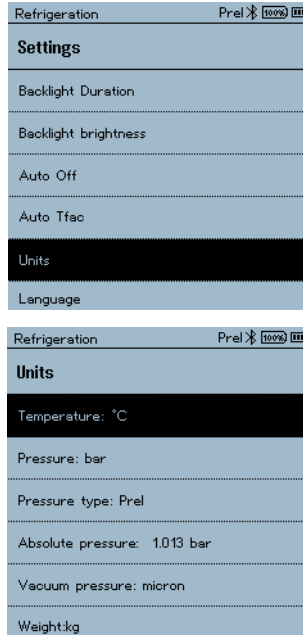 Refrigeration Prel 100%
Settings
Backlight Duration
Backlight brightness
Auto Off
Auto Tfac
Units
Language
Refrigeration Prel 100%
Units
Temperature: °C
Pressure: bar
Pressure type: Prel
Absolute pressure: 1.013 bar
Vacuum pressure: micron
Weight:kg